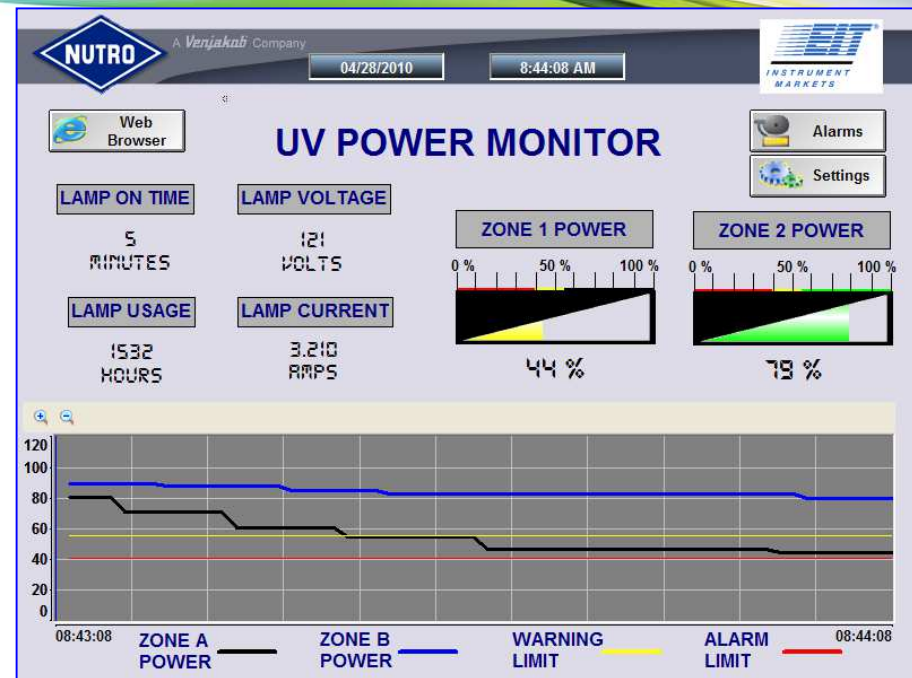 NUTRO
A Venjakob Company
04/28/2010
8:44:08 AM
EIT
INSTRUMENT
MARKETS
Web
Browser
UV POWER MONITOR
Alarms
Settings
LAMP ON TIME
LAMP VOLTAGE
ZONE 1 POWER
ZONE 2 POWER
5
MINUTES
121
VOLTS
0 % 50 % 100 %
0 % 50 % 100 %
LAMP USAGE
LAMP CURRENT
1532
HOURS
3.210
AMPS
44 %
79 %
120
100
80
60
40
20
0
08:43:08
08:44:08
ZONE A
POWER
ZONE B
POWER
WARNING
LIMIT
ALARM
LIMIT